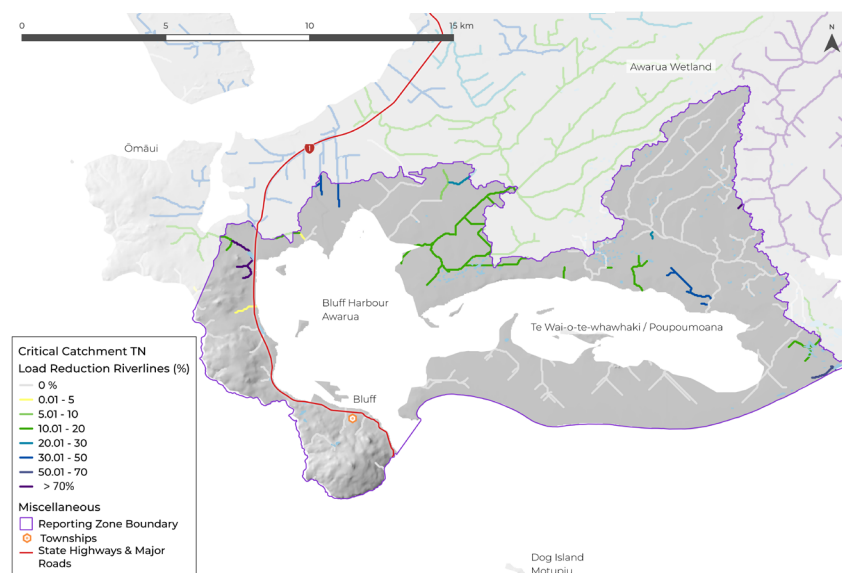 0
5
10
15 km
N
Awarua Wetland
Ōmāui
1
Bluff Harbour
Awarua
Te Wai-o-te-whawhaki / Poupoumoana
Bluff
Critical Catchment TN
Load Reduction Riverlines (%)
0 %
0.01 - 5
5.01 - 10
10.01 - 20
20.01 - 30
30.01 - 50
50.01 - 70
> 70%
Miscellaneous
Reporting Zone Boundary
Townships
State Highways & Major
Roads
Dog Island
Motupiu